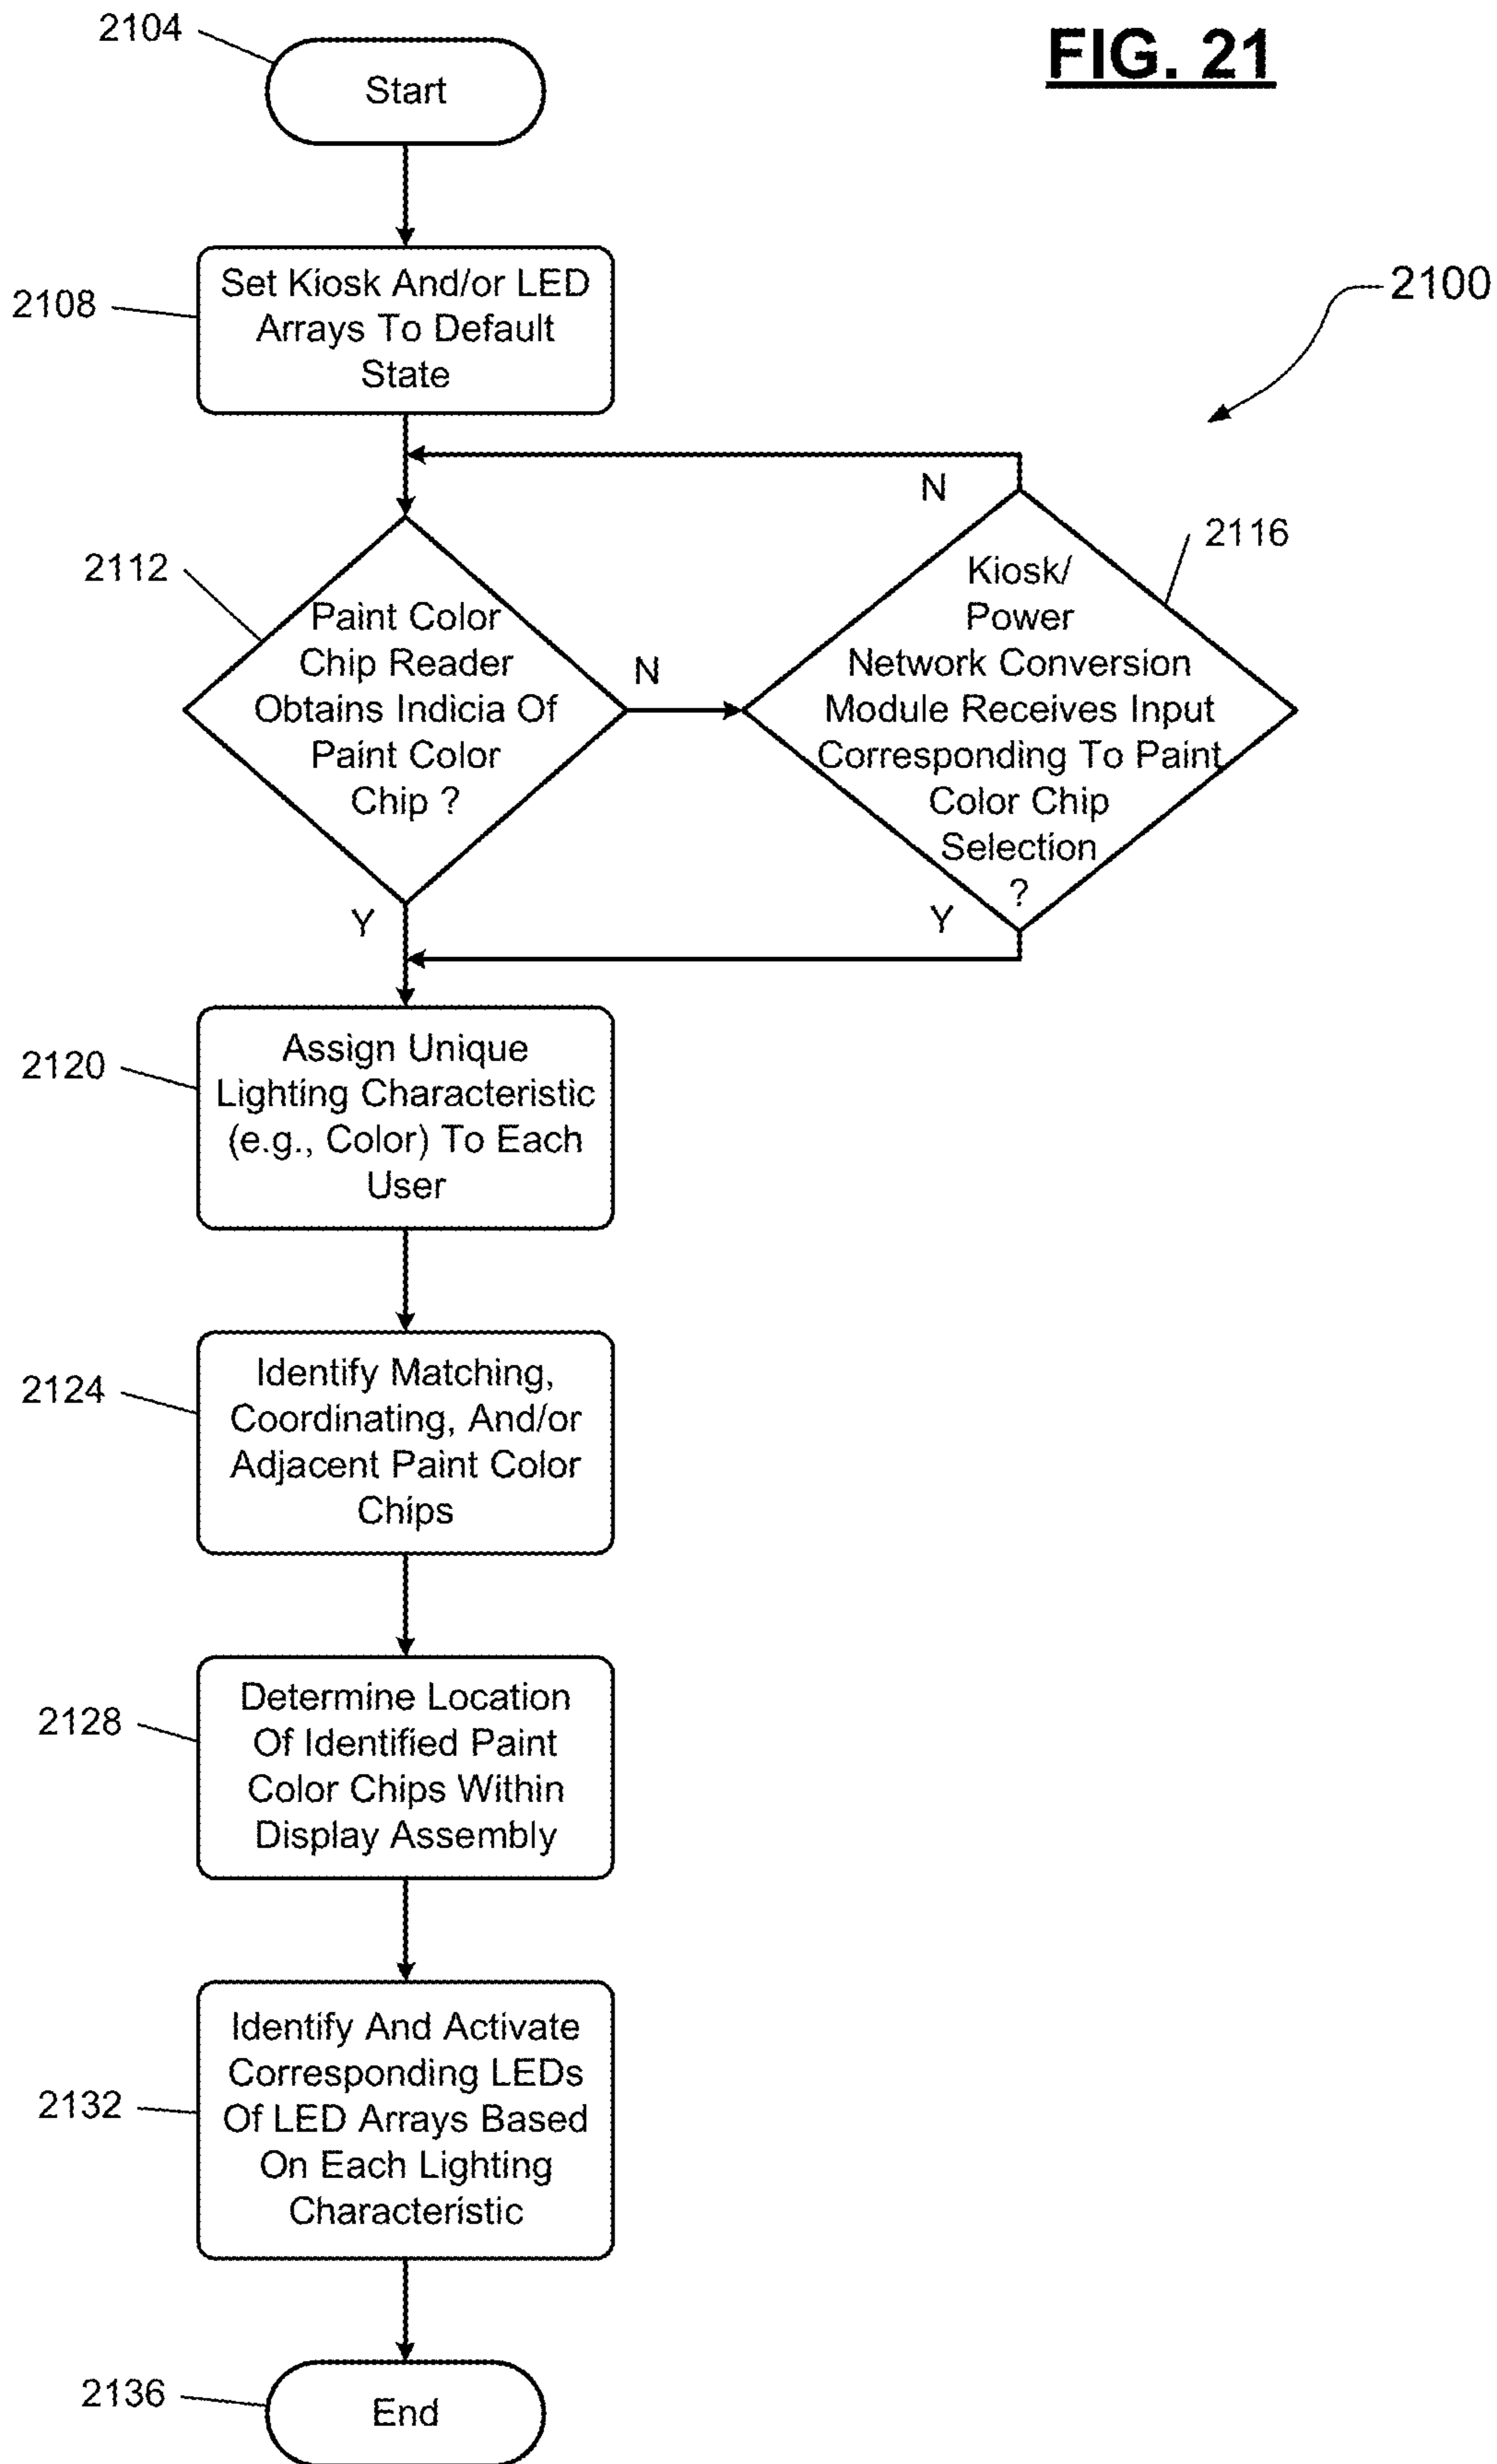 FIG. 21
2104
Start
2108
Set Kiosk And/or LED
Arrays To Default
State
2100
2112
Paint Color
Chip Reader
Obtains Indicia Of
Paint Color
Chip ?
N
Y
2116
Kiosk/
Power
Network Conversion
Module Receives Input
Corresponding To Paint
Color Chip
Selection
?
N
Y
2120
Assign Unique
Lighting Characteristic
(e.g., Color) To Each
User
2124
Identify Matching,
Coordinating, And/or
Adjacent Paint Color
Chips
2128
Determine Location
Of Identified Paint
Color Chips Within
Display Assembly
2132
Identify And Activate
Corresponding LEDs
Of LED Arrays Based
On Each Lighting
Characteristic
2136
End